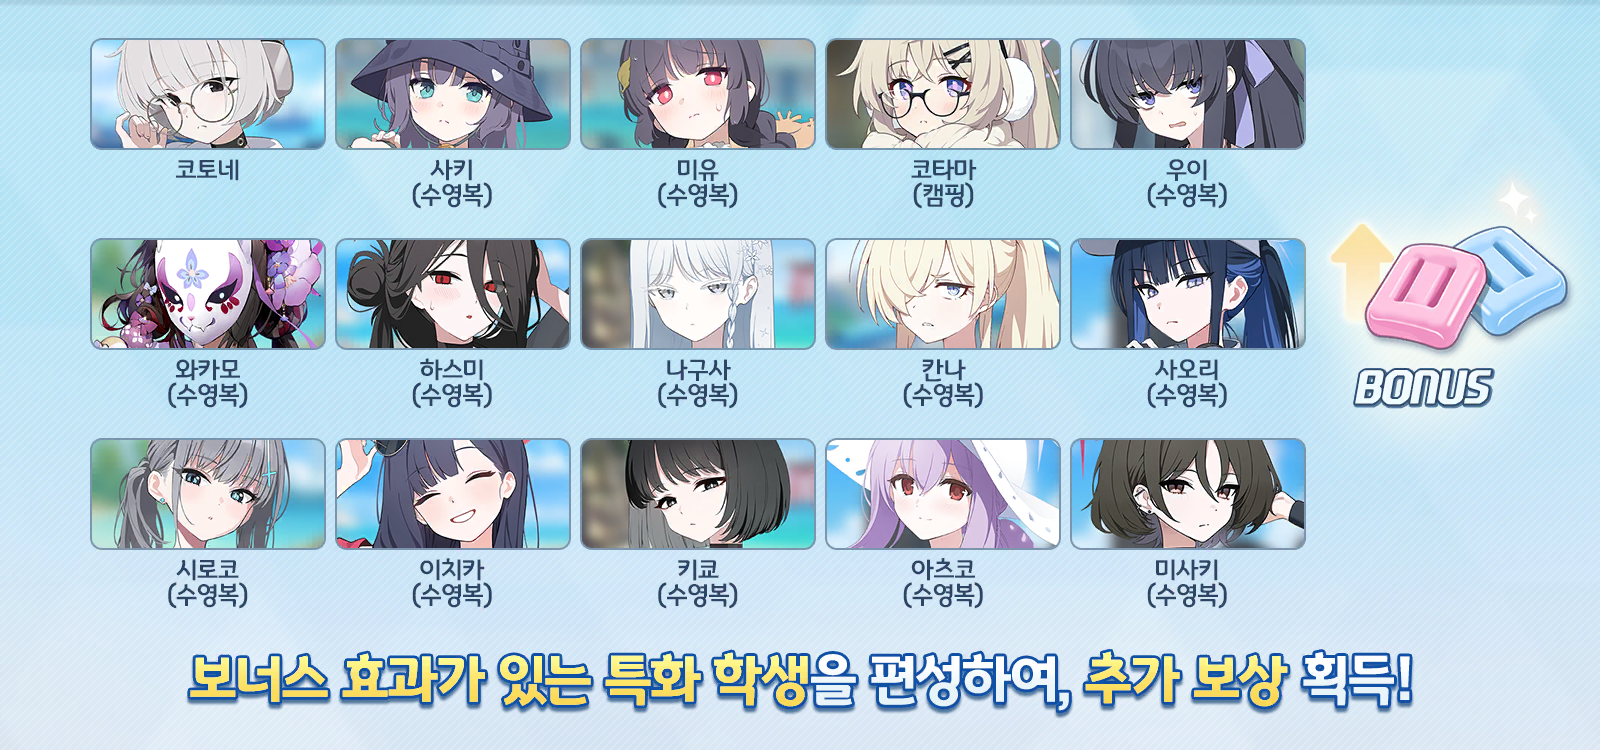 코토네
사키
(수영복)
미유
(수영복)
코타마
(캠핑)
우이
(수영복)
와카모
(수영복)
하스미
(수영복)
나구사
(수영복)
칸나
(수영복)
사오리
(수영복)
BONUS
시로코
(수영복)
이치카
(수영복)
키쿄
(수영복)
아츠코
(수영복)
미사키
(수영복)
보너스 효과가 있는 특화 학생을 편성하여, 추가 보상 획득!